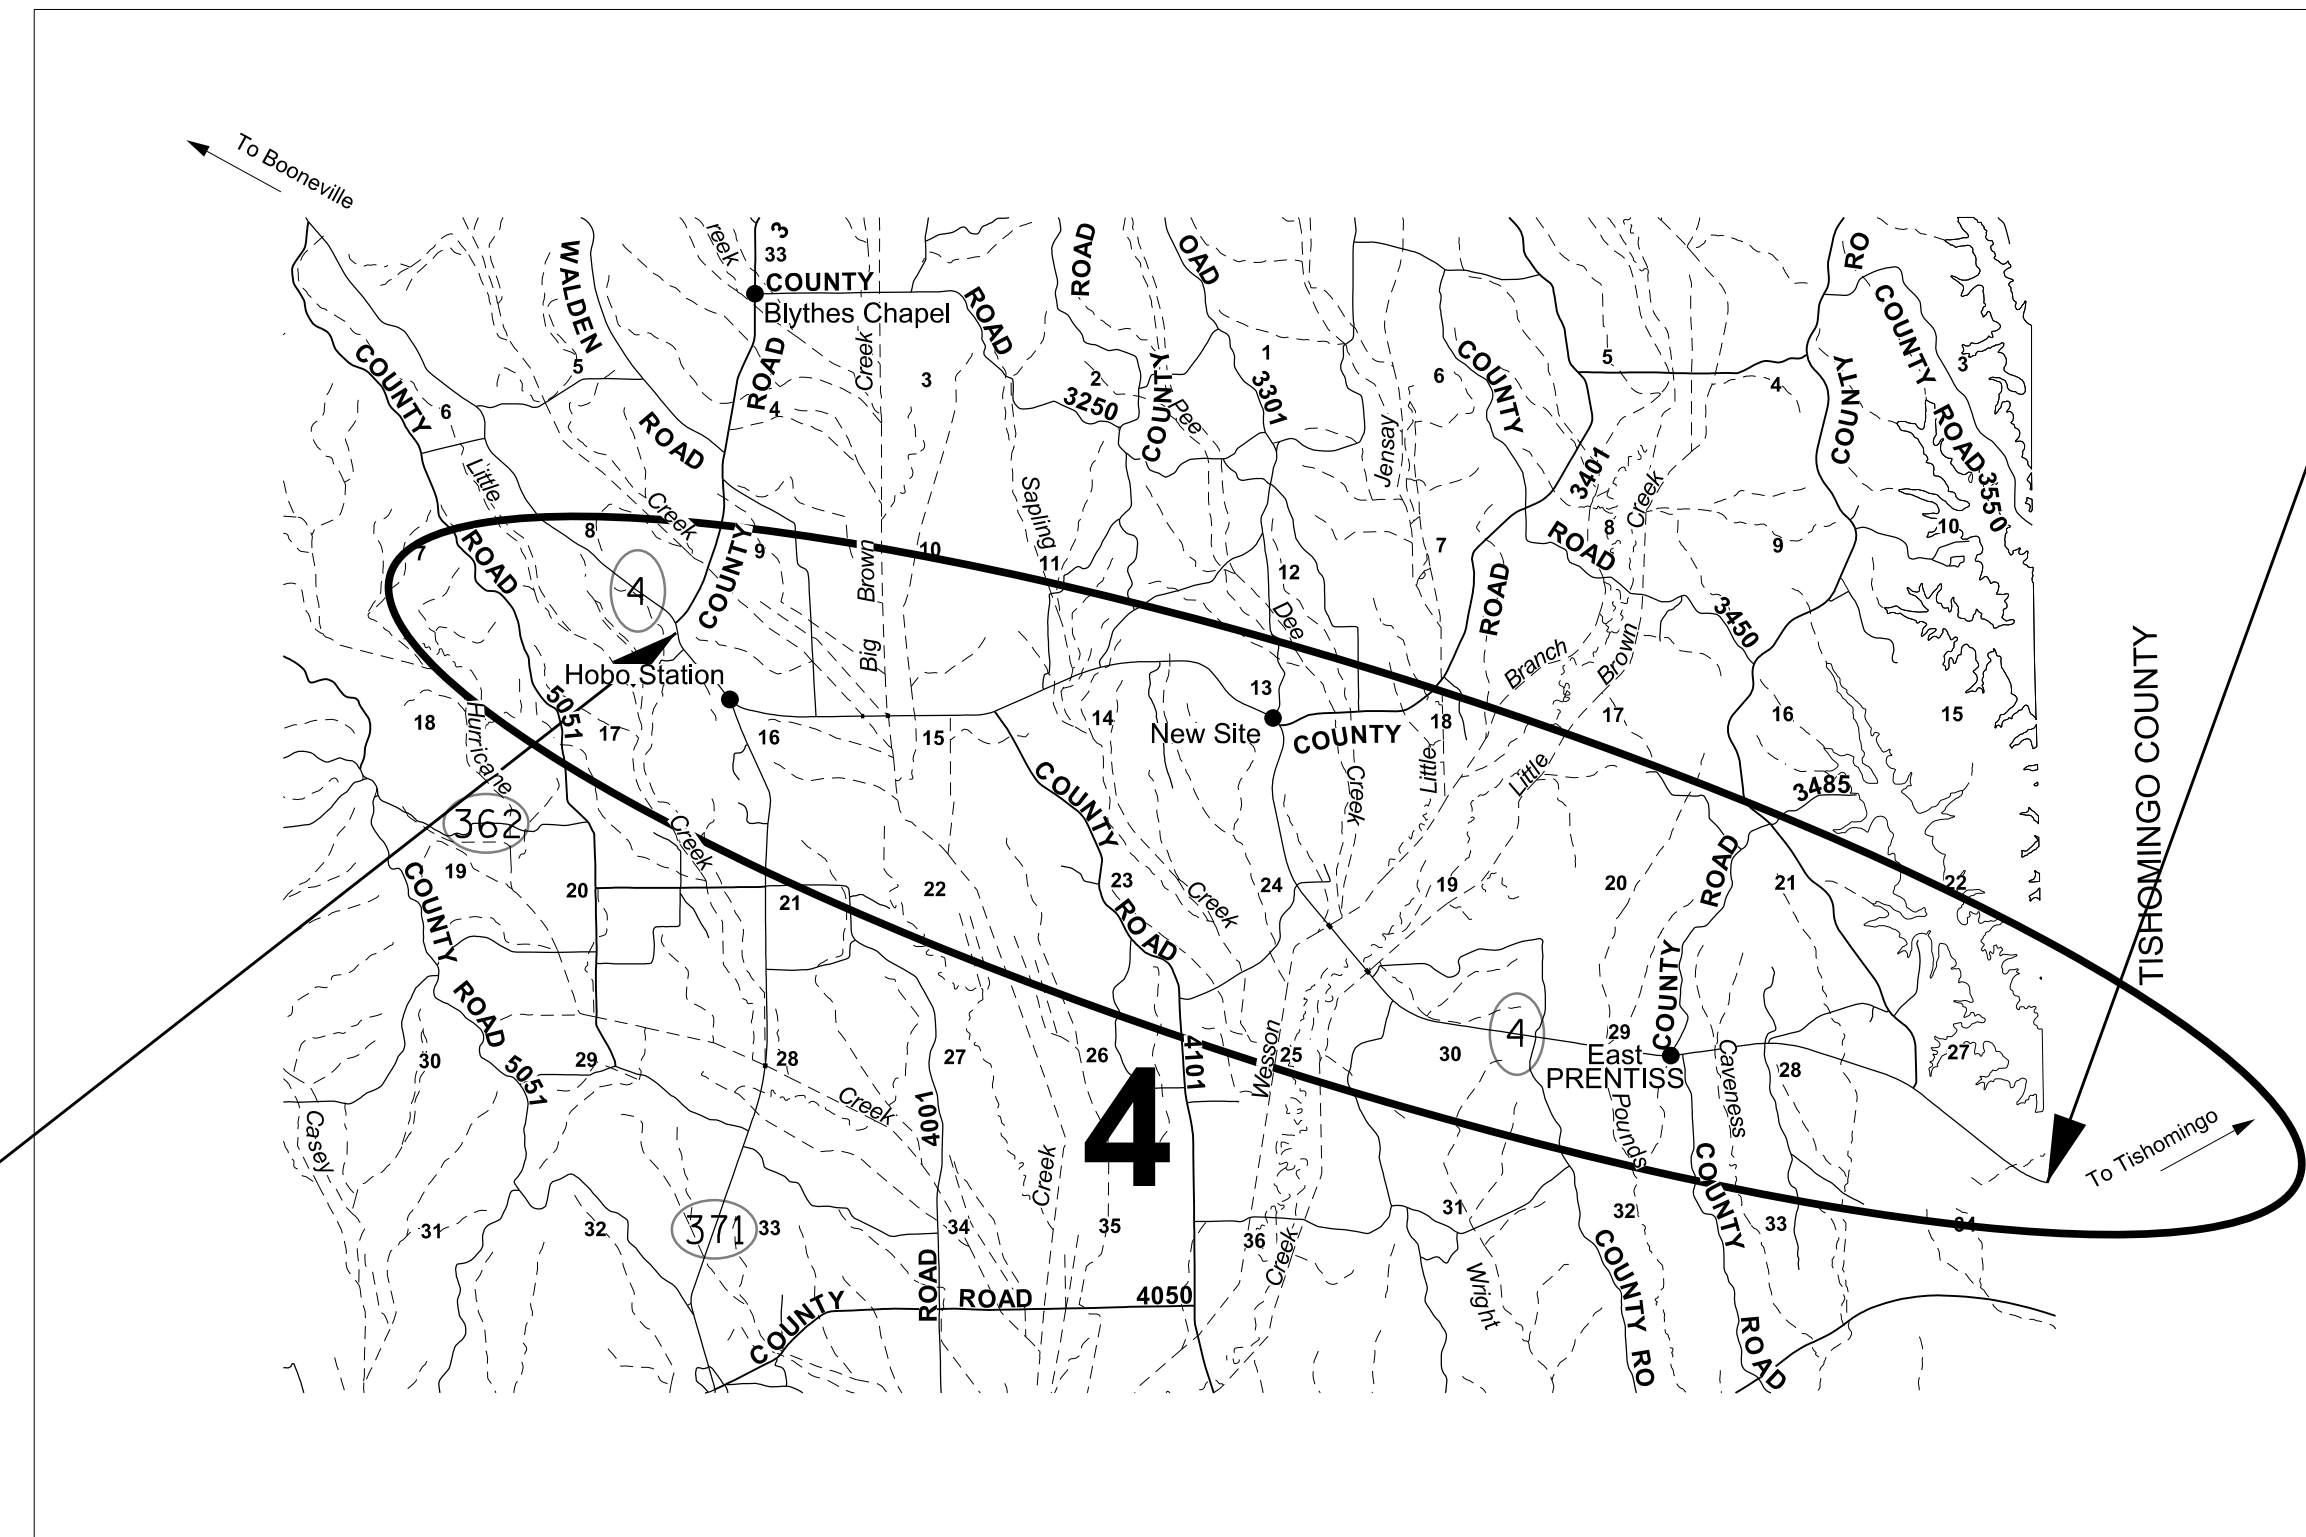 To Booneville
reek
3
33
COUNTY
Blythes Chapel
WALDEN
ROAD
OAD
RO
COUNTY
ROAD
ROAD
Creek
ROAD
COUNTY
COUNTY
COUNTY
COUNTY
5
6
4
3
2
1
6
5
4
3
3250
3301
Pee
ROAD
ROAD
3550
Little
Creek
Sapling
Jensay
3401
Creek
7
8
9
10
11
12
7
8
9
10
ROAD
4
COUNTY
Brown
Big
Dee
ROAD
ROAD
3450
Branch
Brown
Hobo Station
5051
Hurricane
18
17
16
15
14
13
New Site
COUNTY
18
17
16
15
TISHOMINGO COUNTY
362
Creek
COUNTY
Creek
Little
Little
3485
19
20
21
22
23
24
19
20
21
22
COUNTY
ROAD
Creek
ROAD
COUNTY
ROAD
5051
30
29
28
27
26
4101
25
Wesson
30
4
29
East
PRENTISS
28
27
Caveness
Pounds
Casey
Creek
4001
Creek
4
To Tishomingo
31
32
371
33
34
35
36
Creek
31
32
COUNTY
33
34
COUNTY
ROAD
ROAD
4050
Wright
COUNTY
RO
ROAD